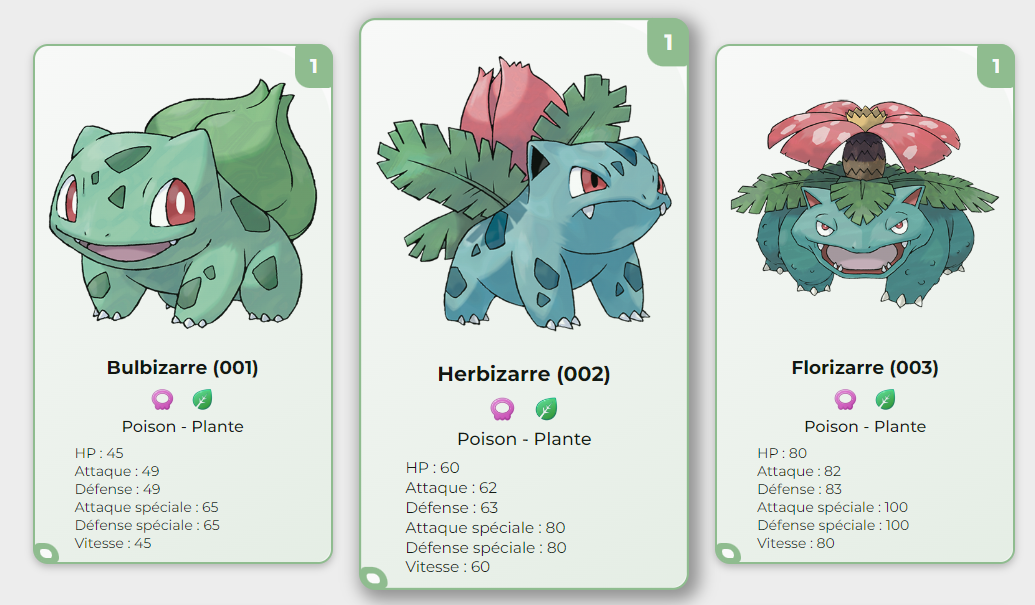 1
Bulbizarre (001)
Poison - Plante
HP : 45
Attaque : 49
Défense : 49
Attaque spéciale : 65
Défense spéciale : 65
Vitesse : 45
1
Herbizarre (002)
Poison - Plante
HP : 60
Attaque : 62
Défense : 63
Attaque spéciale : 80
Défense spéciale : 80
Vitesse : 60
1
Florizarre (003)
Poison - Plante
HP : 80
Attaque : 82
Défense : 83
Attaque spéciale : 100
Défense spéciale : 100
Vitesse : 80